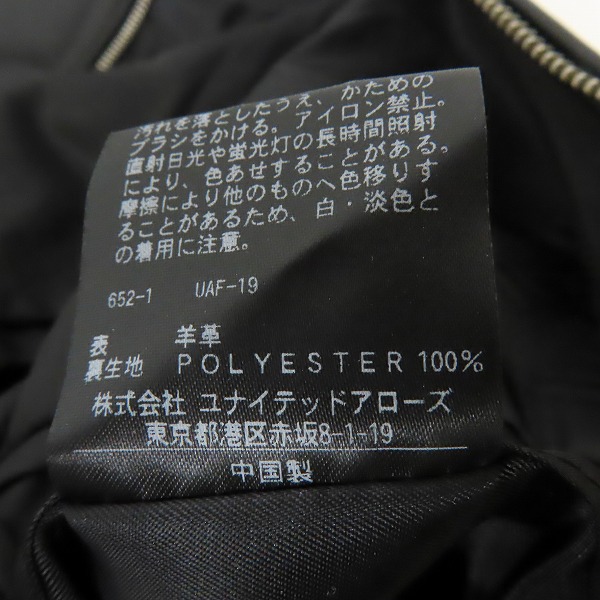 汚れを落としたうえ、かための
ブラシをかける。アイロン禁止。
直射日光や蛍光灯の長時間照射
により、色あせすることがある。
摩擦により他のものへ色移りす
ることがあるため、白・淡色と
の着用に注意。
652-1 UAF-19
表 羊革
裏生地 POLYESTER 100%
株式会社 ユナイテッドアローズ
東京都港区赤坂8-1-19
中国製